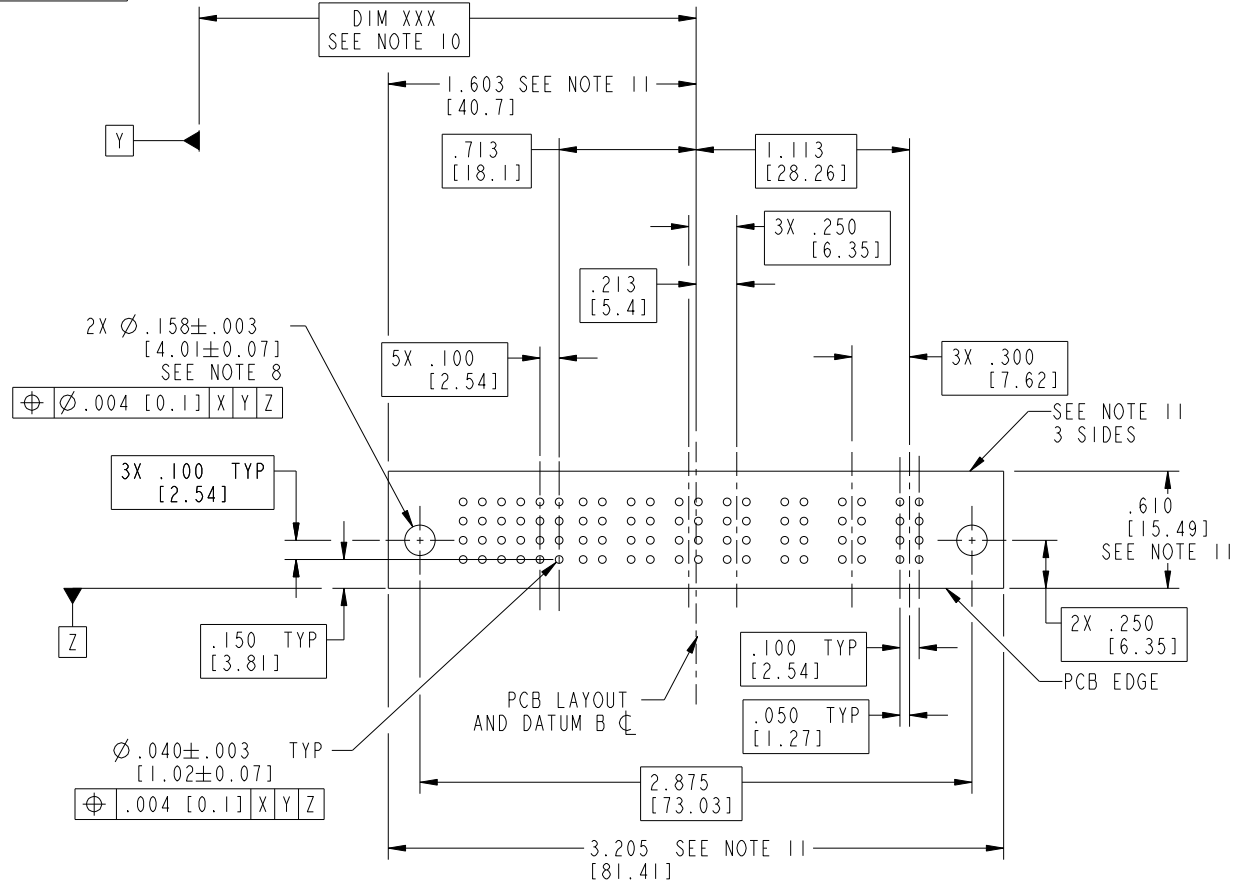 DIM XXX
SEE NOTE 10
1.603 SEE NOTE 11
[40.7]
Y
.713
[18.1]
1.113
[28.26]
3X .250
[6.35]
.213
[5.4]
2X Ø.158±.003
[4.01±0.07]
SEE NOTE 8
⌖ Ø.004 [0.1] X Y Z
5X .100
[2.54]
3X .300
[7.62]
SEE NOTE 11
3 SIDES
3X .100 TYP
[2.54]
.610
[15.49]
SEE NOTE 11
Z
.150 TYP
[3.81]
2X .250
[6.35]
.100 TYP
[2.54]
PCB EDGE
PCB LAYOUT
AND DATUM B ℄
.050 TYP
[1.27]
Ø.040±.003 TYP
[1.02±0.07]
⌖ .004 [0.1] X Y Z
2.875
[73.03]
3.205 SEE NOTE 11
[81.41]